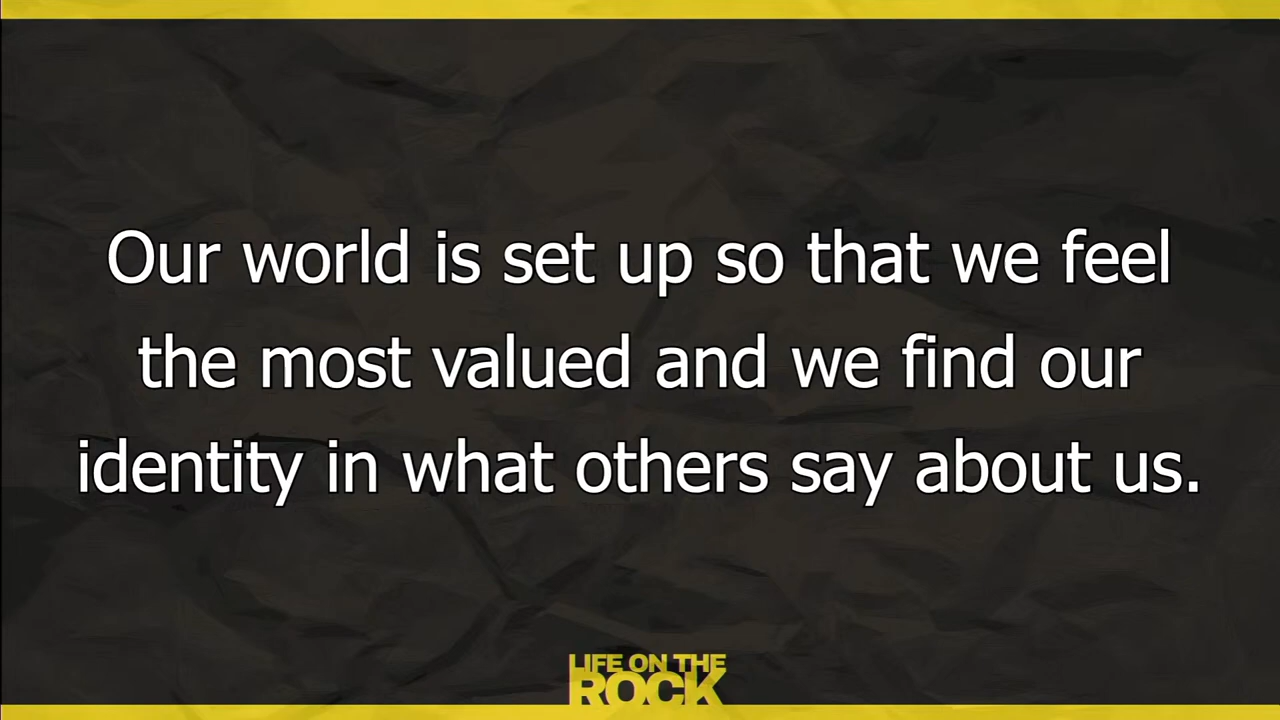 Our world is set up so that we feel
the most valued and we find our
identity in what others say about us.
LIFE ON THE
ROCK